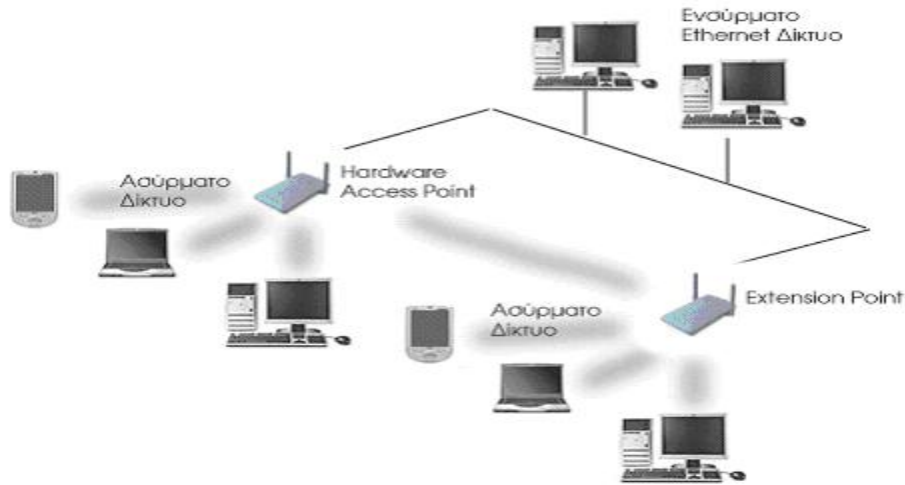 Ενσύρματο
Ethernet Δίκτυο
Hardware
Access Point
Ασύρματο
Δίκτυο
Extension Point
Ασύρματο
Δίκτυο